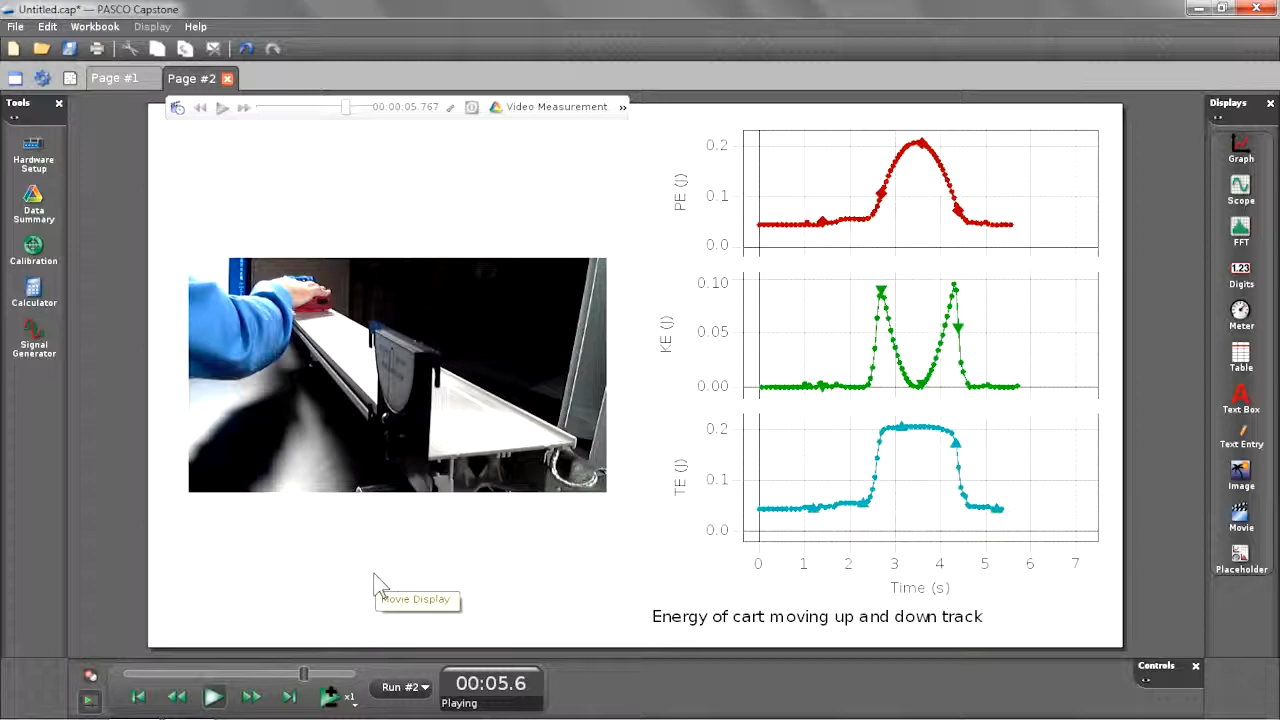 Untitled.cap* — PASCO Capstone
File Edit Workbook Display Help
Page #1 Page #2
Tools
Hardware
Setup
Data
Summary
Calibration
Calculator
Signal
Generator
00:00:05.767 Video Measurement »
PE (J)
0.2
0.1
0.0
KE (J)
0.10
0.05
0.00
TE (J)
0.2
0.1
0.0
0 1 2 3 4 5 6 7
Time (s)
Energy of cart moving up and down track
Movie Display
Displays
Graph
Scope
FFT
123
Digits
Meter
Table
A
Text Box
Text Entry
Image
Movie
Placeholder
x1
Run #2
00:05.6
Playing
Controls